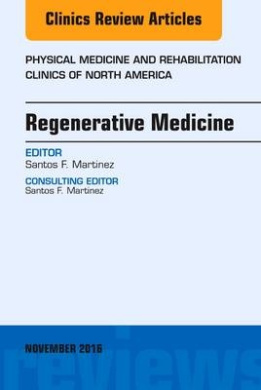 Clinics Review Articles
PHYSICAL MEDICINE AND REHABILITATION
CLINICS OF NORTH AMERICA
Regenerative Medicine
EDITOR
Santos F. Martinez
CONSULTING EDITOR
Santos F. Martinez
NOVEMBER 2016
reviews